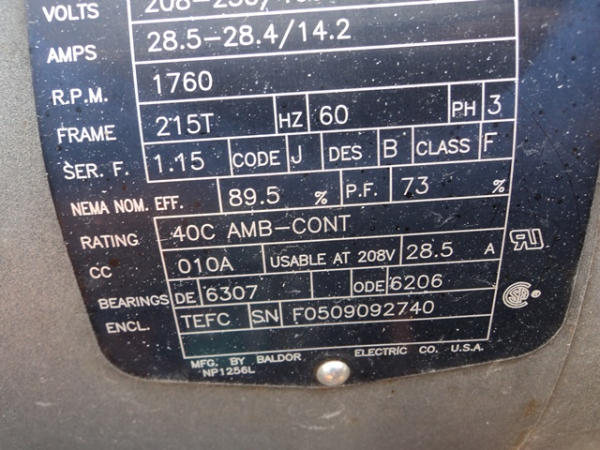 VOLTS 208-230/
AMPS 28.5-28.4/14.2
R.P.M. 1760
FRAME 215T HZ 60 PH 3
SER. F. 1.15 CODE J DES B CLASS F
NEMA NOM. EFF. 89.5 % P.F. 73 %
RATING 40C AMB-CONT
CC 010A USABLE AT 208V 28.5 A
BEARINGS DE 6307 ODE 6206
ENCL. TEFC SN F0509092740
MFG. BY BALDOR ELECTRIC CO. U.S.A.
NP1256L